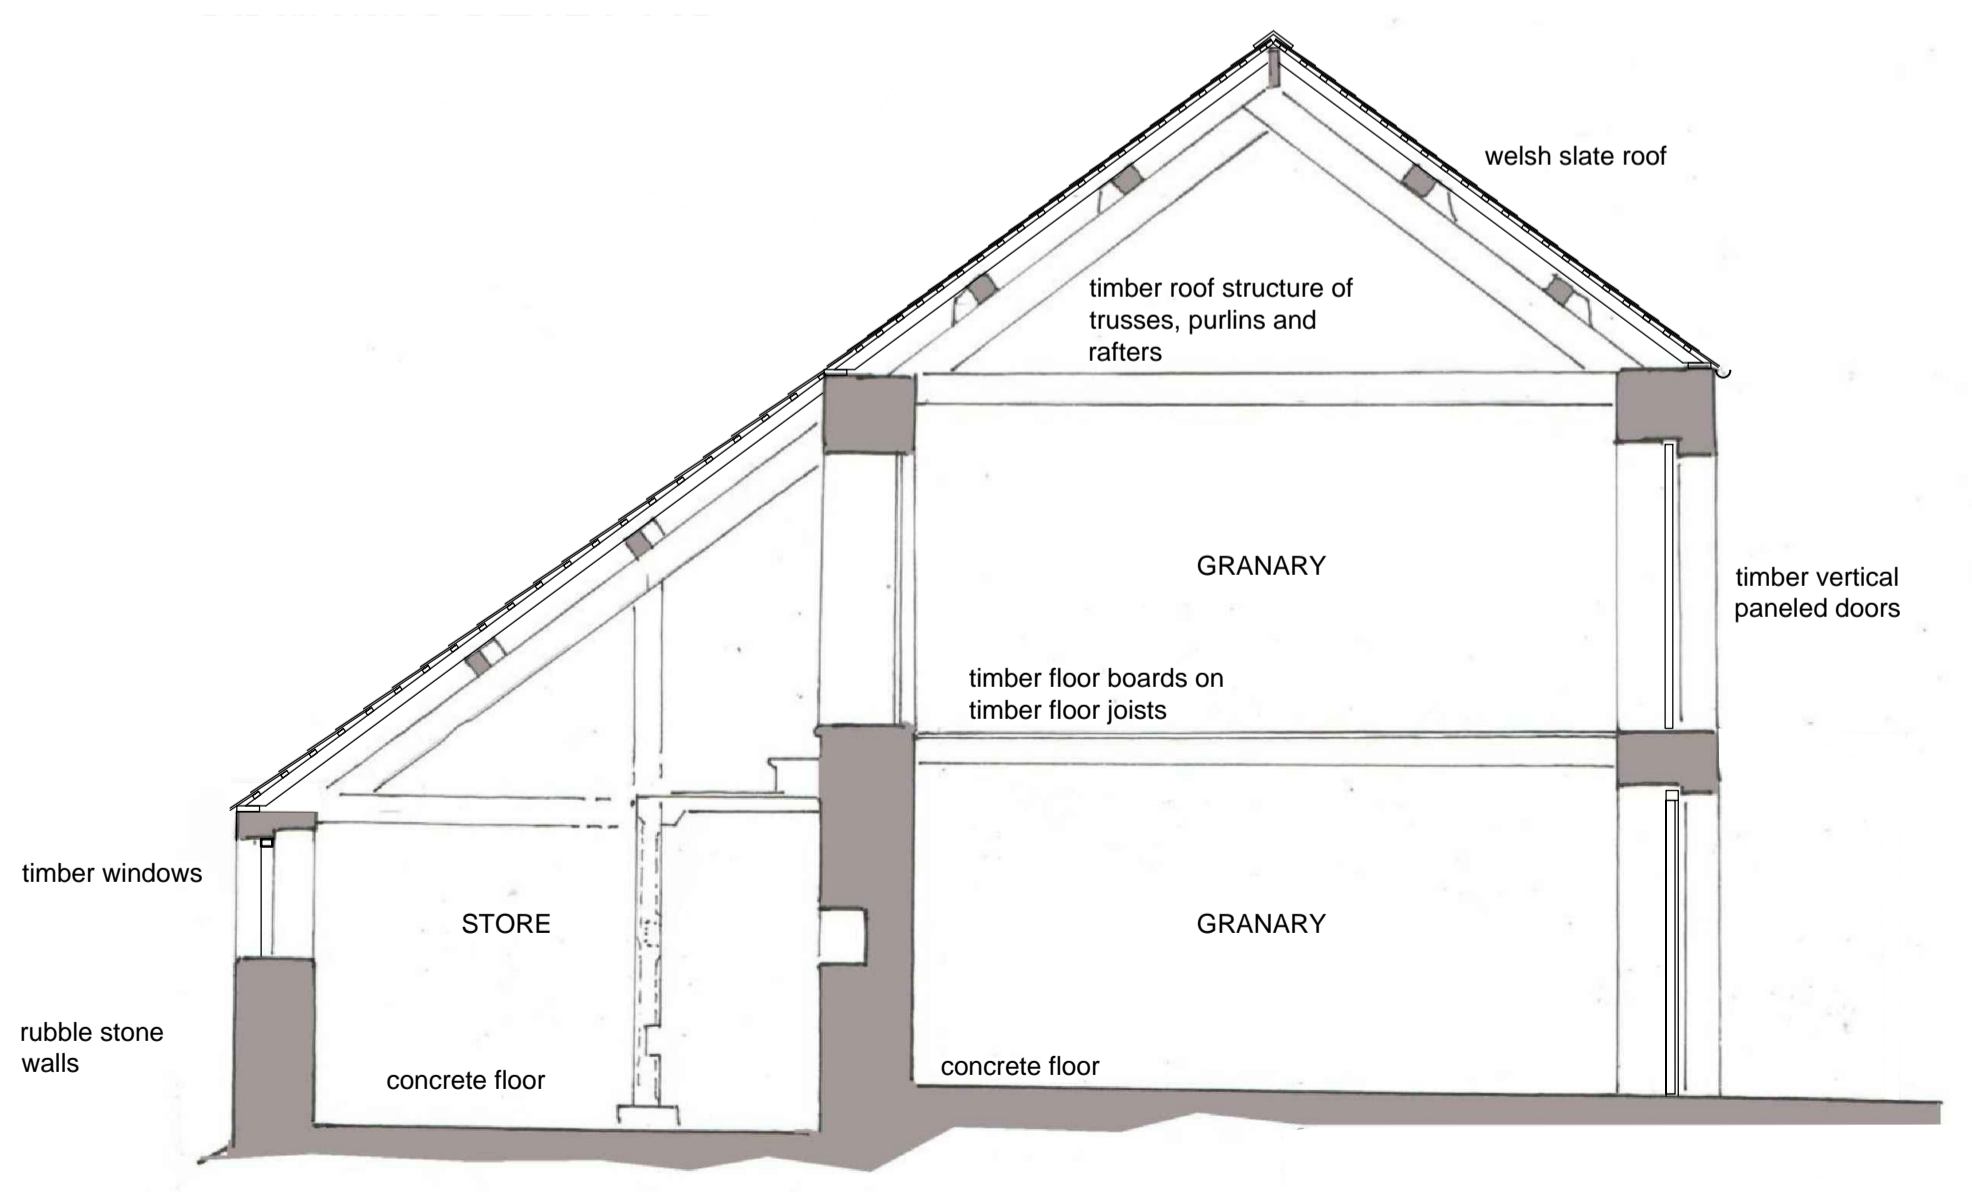 welsh slate roof
timber roof structure of
trusses, purlins and
rafters
GRANARY
timber vertical
paneled doors
timber floor boards on
timber floor joists
timber windows
STORE
GRANARY
rubble stone
walls
concrete floor
concrete floor